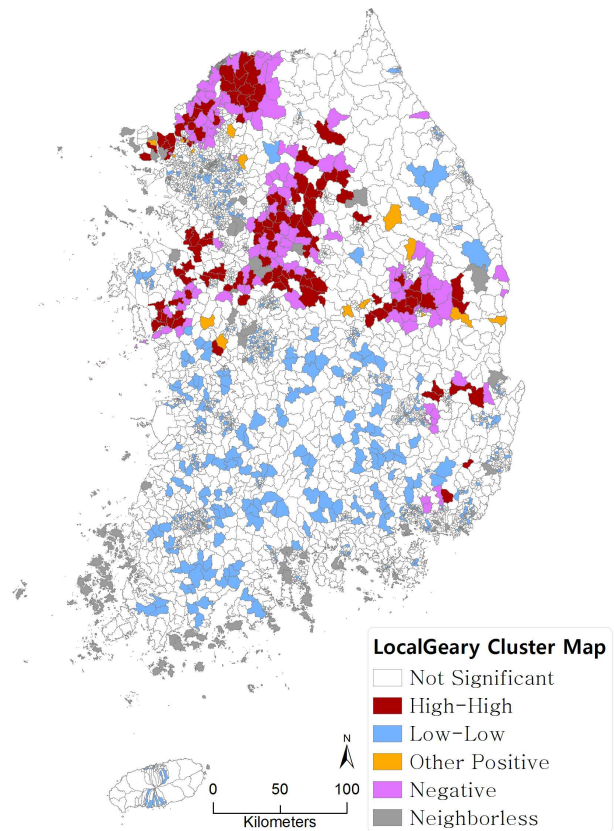 LocalGeary Cluster Map
Not Significant
High-High
Low-Low
Other Positive
Negative
Neighborless
N
0 50 100
Kilometers